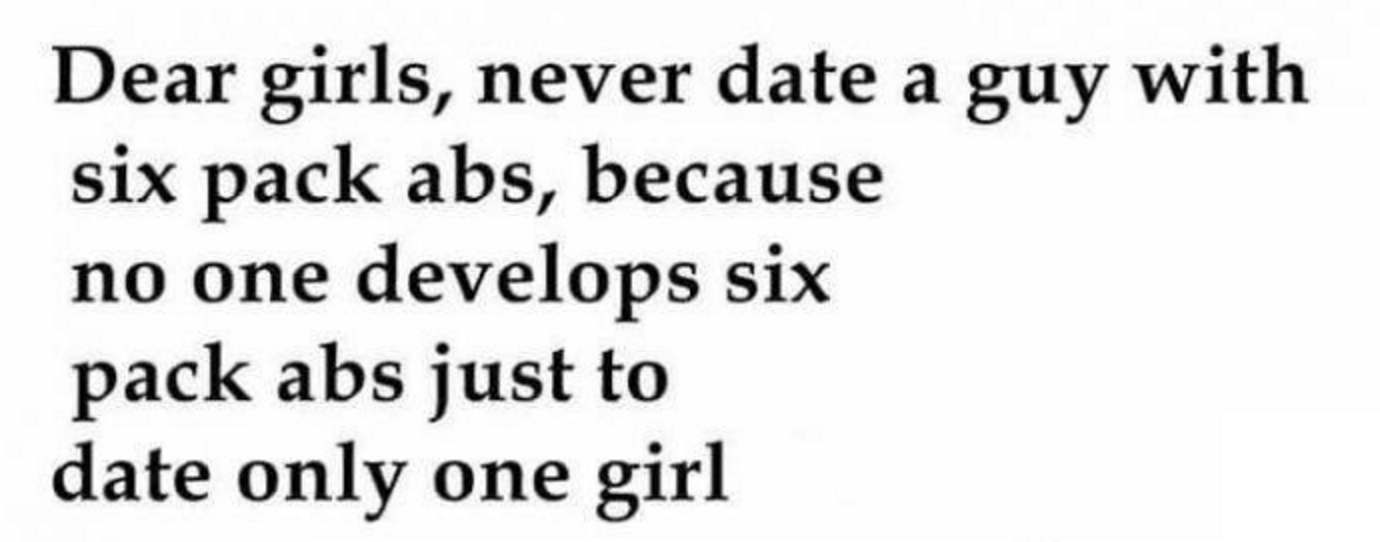 Dear girls, never date a guy with
six pack abs, because
no one develops six
pack abs just to
date only one girl